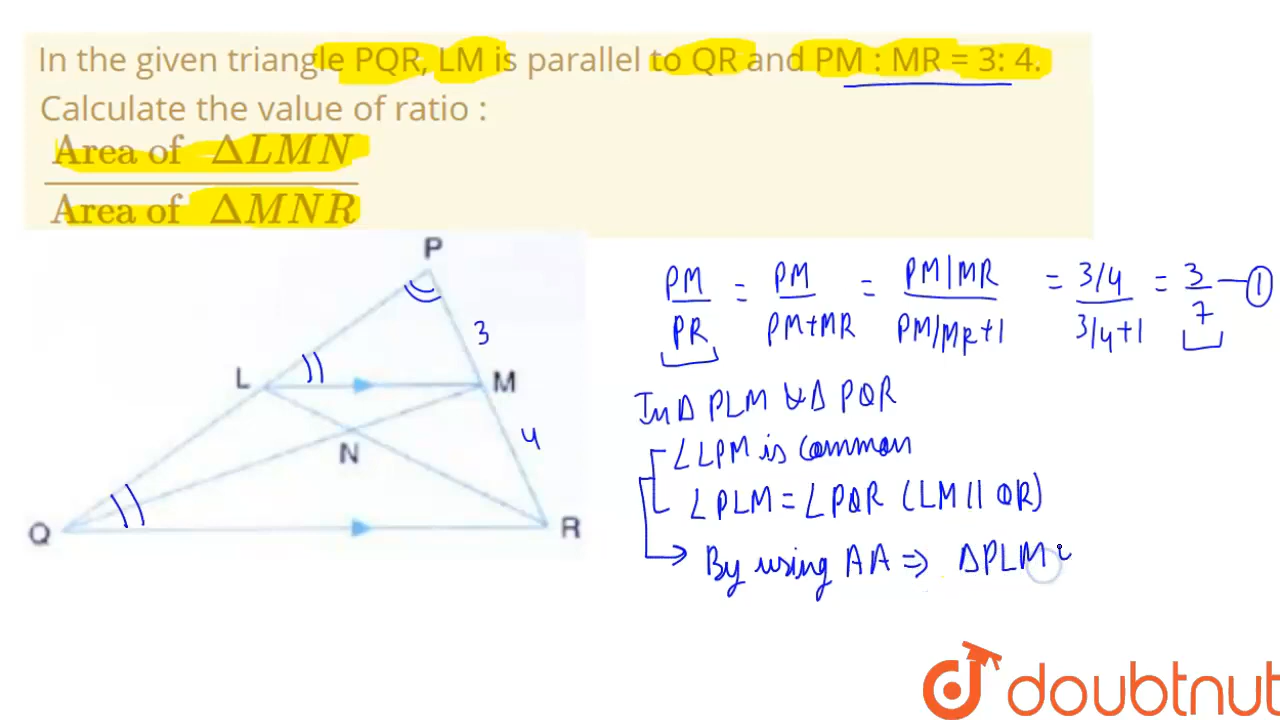 In the given triangle PQR, LM is parallel to QR and PM : MR = 3: 4.
Calculate the value of ratio :
Area of ΔLMN
Area of ΔMNR
P
3
L
M
4
N
Q
R
PM/PR = PM/PM+MR = PM/MR/PM/MR+1 = 3/4/3/4+1 = 3/7 — ①
In Δ PLM & Δ PQR
∠LPM is common
∠PLM = ∠PQR (LM || QR)
By using AA ⇒ ΔPLM
doubtnut